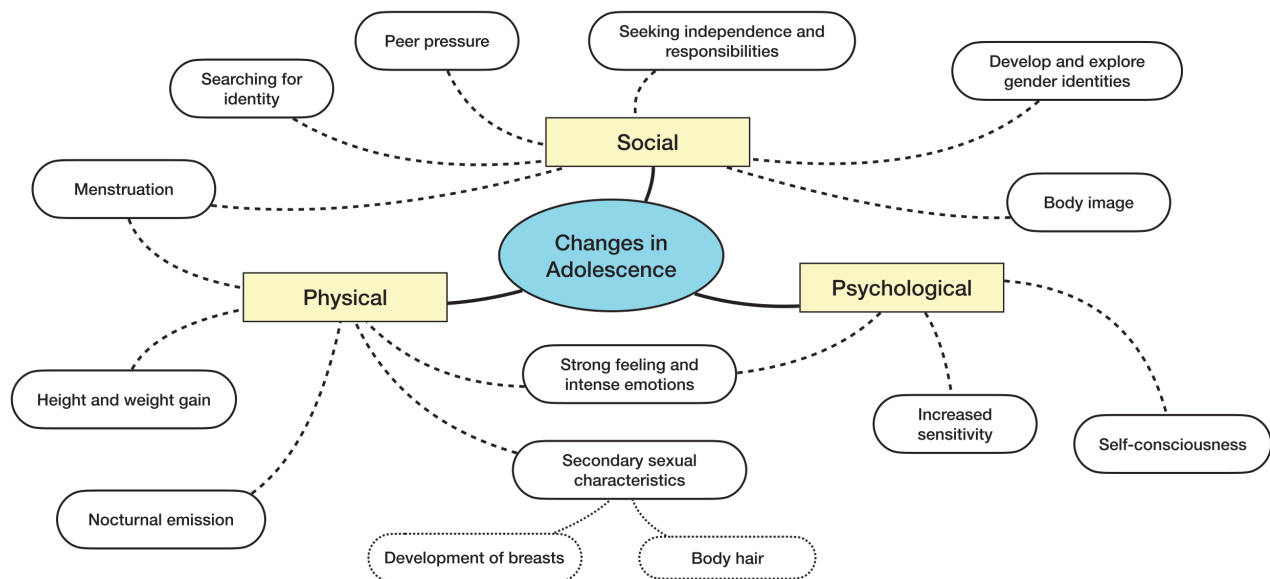 Peer pressure
Seeking independence and
responsibilities
Develop and explore
gender identities
Searching for
identity
Social
Menstruation
Body image
Changes in
Adolescence
Physical
Psychological
Strong feeling and
intense emotions
Height and weight gain
Increased
sensitivity
Self-consciousness
Secondary sexual
characteristics
Nocturnal emission
Development of breasts
Body hair